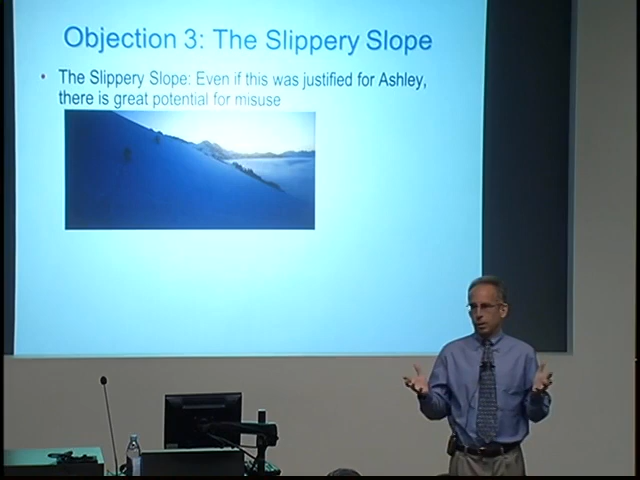 Objection 3: The Slippery Slope
• The Slippery Slope: Even if this was justified for Ashley,
there is great potential for misuse